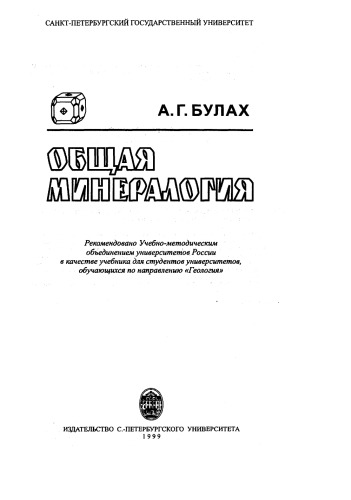 САНКТ-ПЕТЕРБУРГСКИЙ ГОСУДАРСТВЕННЫЙ УНИВЕРСИТЕТ
А.Г. БУЛАХ
ОБЩАЯ
МИНЕРАЛОГИЯ
Рекомендовано Учебно-методическим
объединением университетов России
в качестве учебника для студентов университетов,
обучающихся по направлению «Геология»
ИЗДАТЕЛЬСТВО С.-ПЕТЕРБУРГСКОГО УНИВЕРСИТЕТА
1999